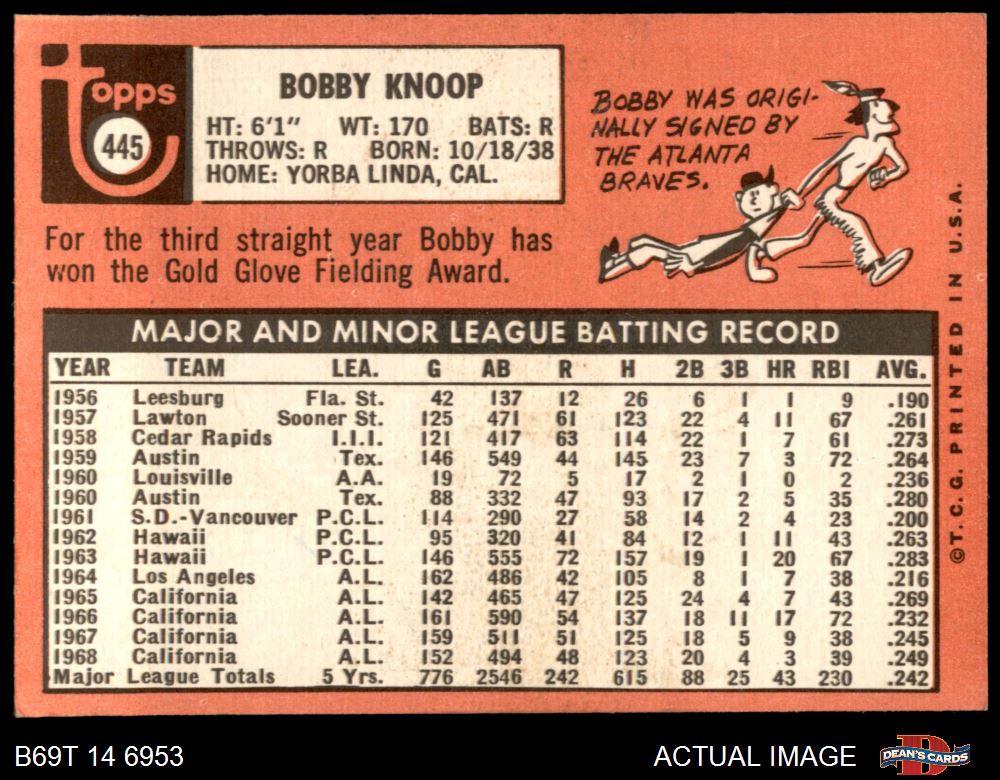 topps
445
BOBBY KNOOP
HT: 6'1" WT: 170 BATS: R
THROWS: R BORN: 10/18/38
HOME: YORBA LINDA, CAL.
BOBBY WAS ORIGI-
NALLY SIGNED BY
THE ATLANTA
BRAVES.
For the third straight year Bobby has
won the Gold Glove Fielding Award.
MAJOR AND MINOR LEAGUE BATTING RECORD
YEAR TEAM LEA. G AB R H 2B 3B HR RBI AVG.
1956 Leesburg Fla. St. 42 137 12 26 6 1 1 9 .190
1957 Lawton Sooner St. 125 471 61 123 22 4 11 67 .261
1958 Cedar Rapids I.I.I. 121 417 63 114 22 1 7 61 .273
1959 Austin Tex. 146 549 44 145 23 7 3 72 .264
1960 Louisville A.A. 19 72 5 17 2 1 0 2 .236
1960 Austin Tex. 88 332 47 93 17 2 5 35 .280
1961 S.D.-Vancouver P.C.L. 114 290 27 58 14 2 4 23 .200
1962 Hawaii P.C.L. 95 320 41 84 12 1 11 43 .263
1963 Hawaii P.C.L. 146 555 72 157 19 1 20 67 .283
1964 Los Angeles A.L. 162 486 42 105 8 1 7 38 .216
1965 California A.L. 142 465 47 125 24 4 7 43 .269
1966 California A.L. 161 590 54 137 18 11 17 72 .232
1967 California A.L. 159 511 51 125 18 5 9 38 .245
1968 California A.L. 152 494 48 123 20 4 3 39 .249
Major League Totals 5 Yrs. 776 2546 242 615 88 25 43 230 .242
©T.C.G. PRINTED IN U.S.A.
B69T 14 6953
ACTUAL IMAGE
DEAN'S CARDS